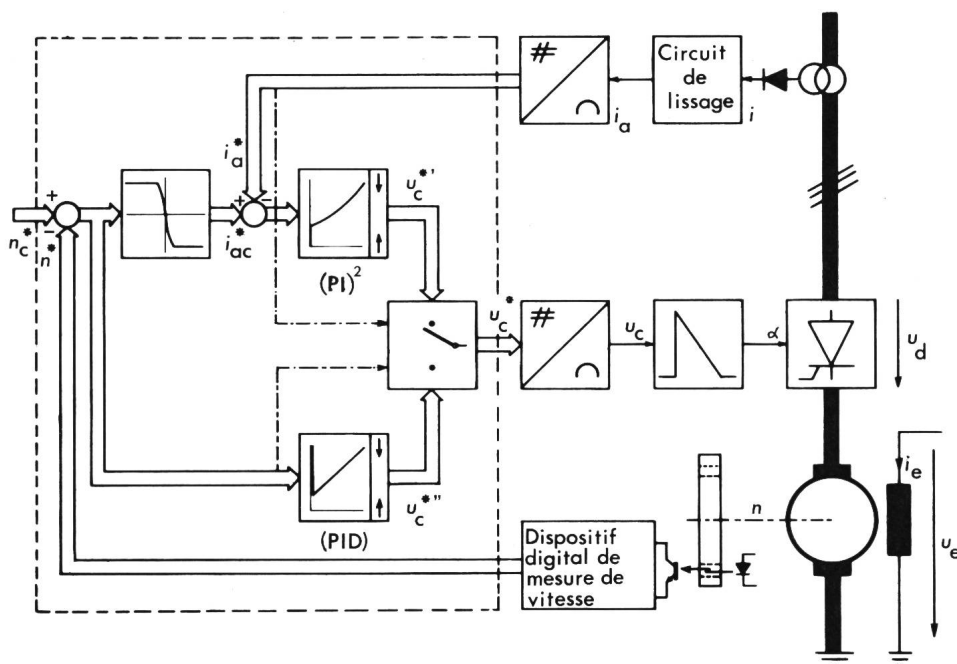 #
Circuit
de
lissage
i
i_a
i_a*
+
-
n_c*
n*
+
-
i_ac*
u_c*'
(PI)²
u_c*
#
u_c
α
u_d
u_c*''
(PID)
n
i_e
u_e
Dispositif
digital de
mesure de
vitesse